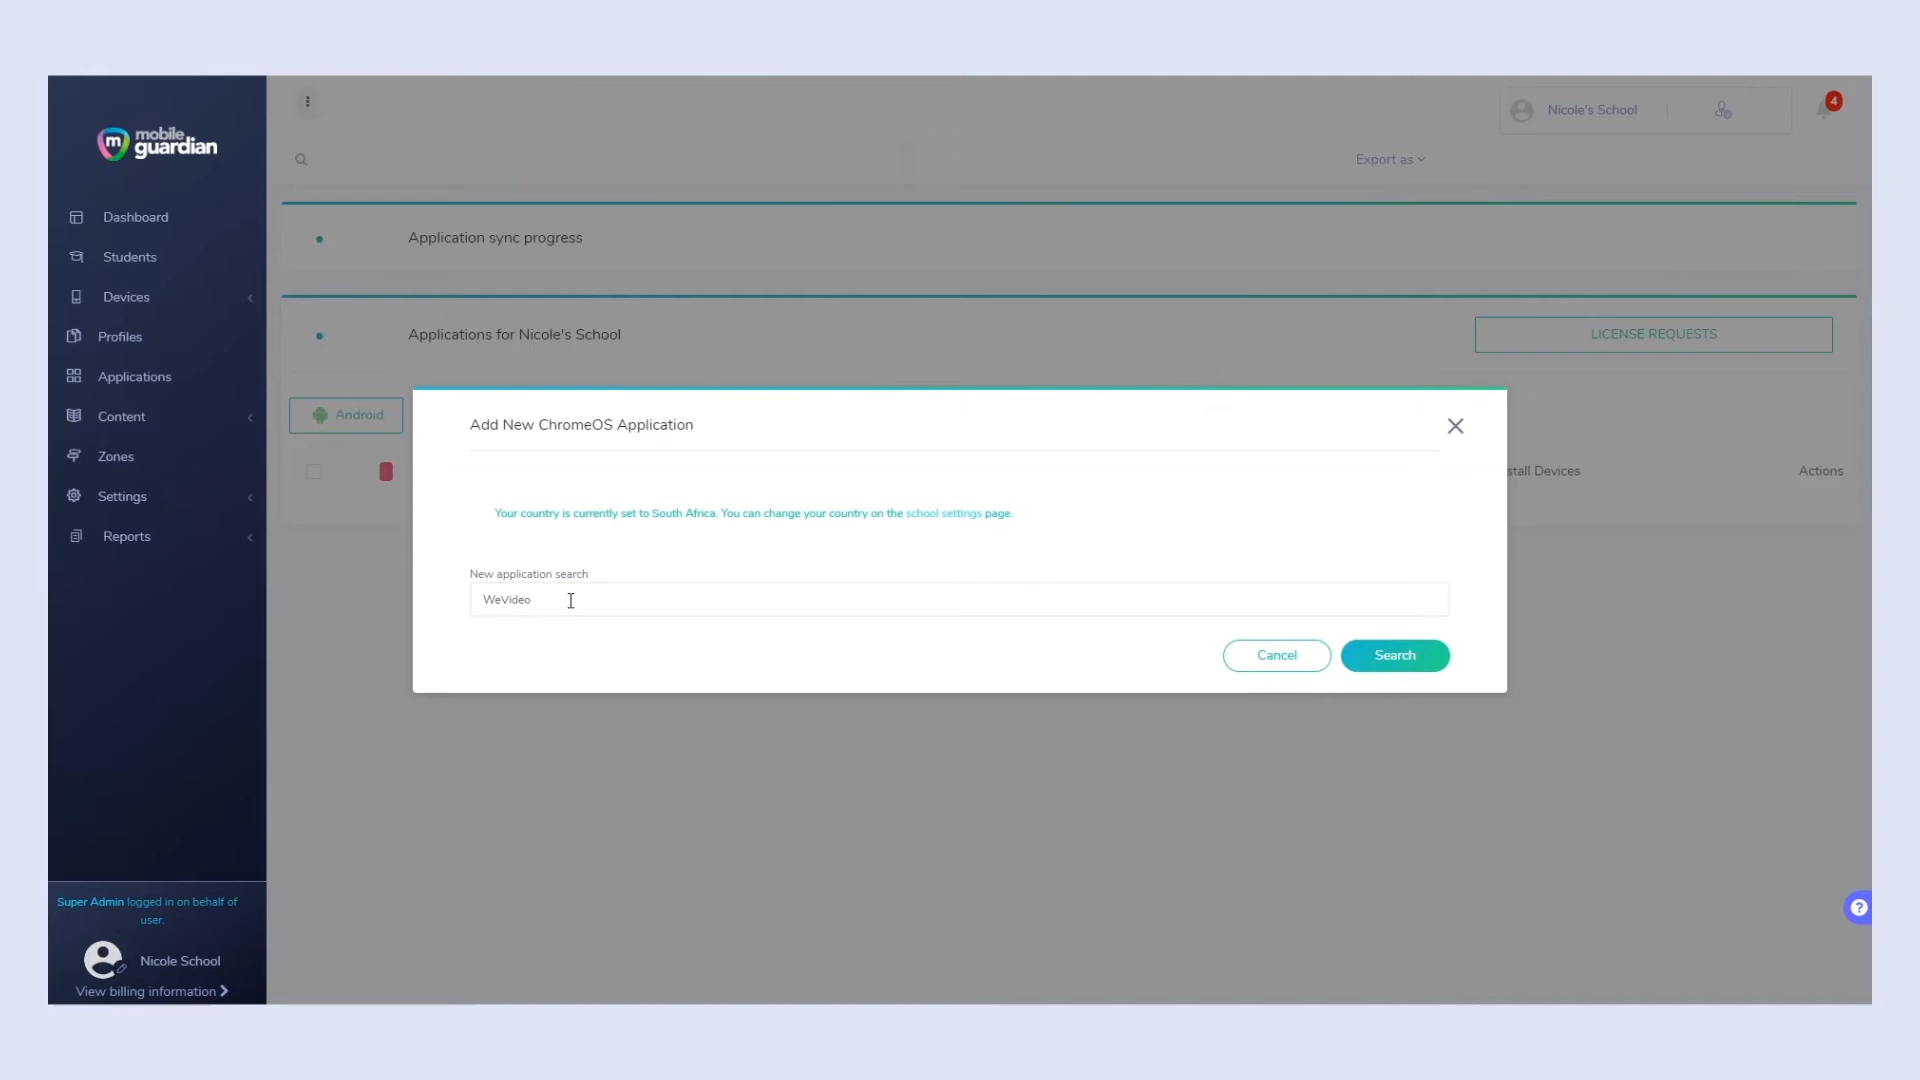 mobile
guardian
Dashboard
Students
Devices
Profiles
Applications
Content
Zones
Settings
Reports
Super Admin logged in on behalf of
user.
Nicole School
View billing information
Nicole's School
4
Export as
Application sync progress
Applications for Nicole's School
LICENSE REQUESTS
Android
stall Devices
Actions
Add New ChromeOS Application
Your country is currently set to South Africa. You can change your country on the school settings page.
New application search
WeVideo
Cancel
Search